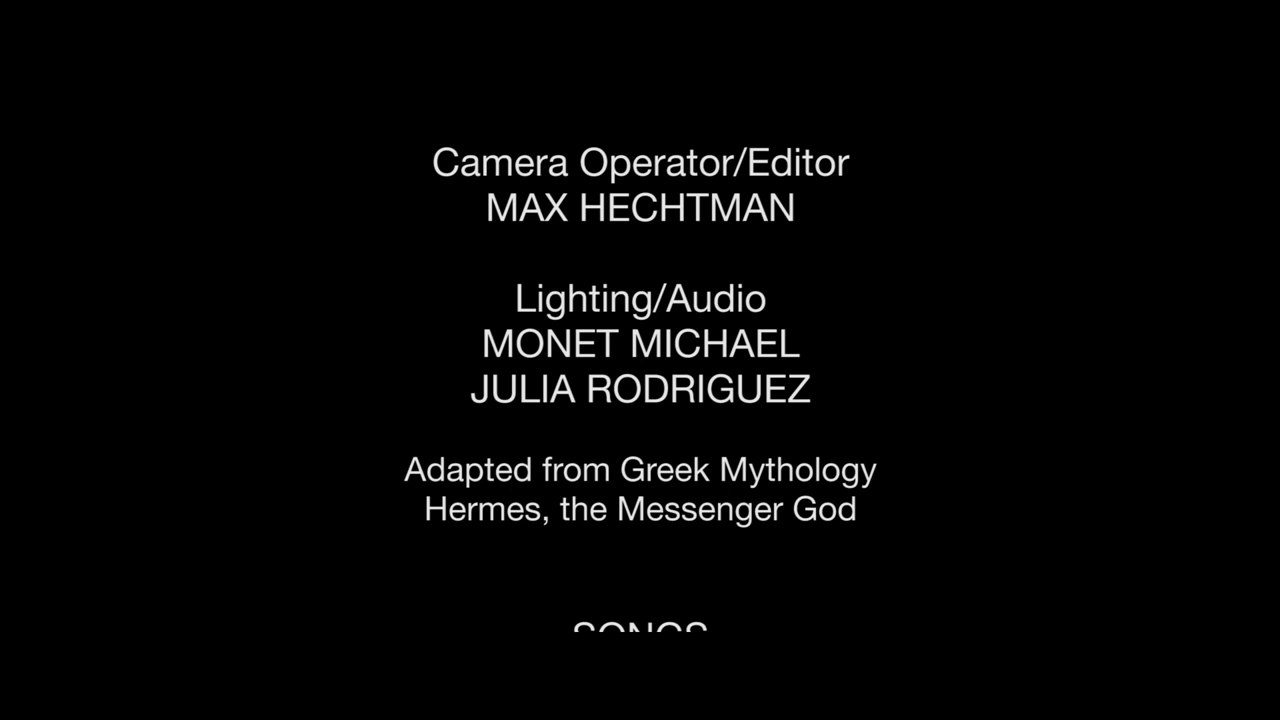 Camera Operator/Editor
MAX HECHTMAN
Lighting/Audio
MONET MICHAEL
JULIA RODRIGUEZ
Adapted from Greek Mythology
Hermes, the Messenger God
SONGS